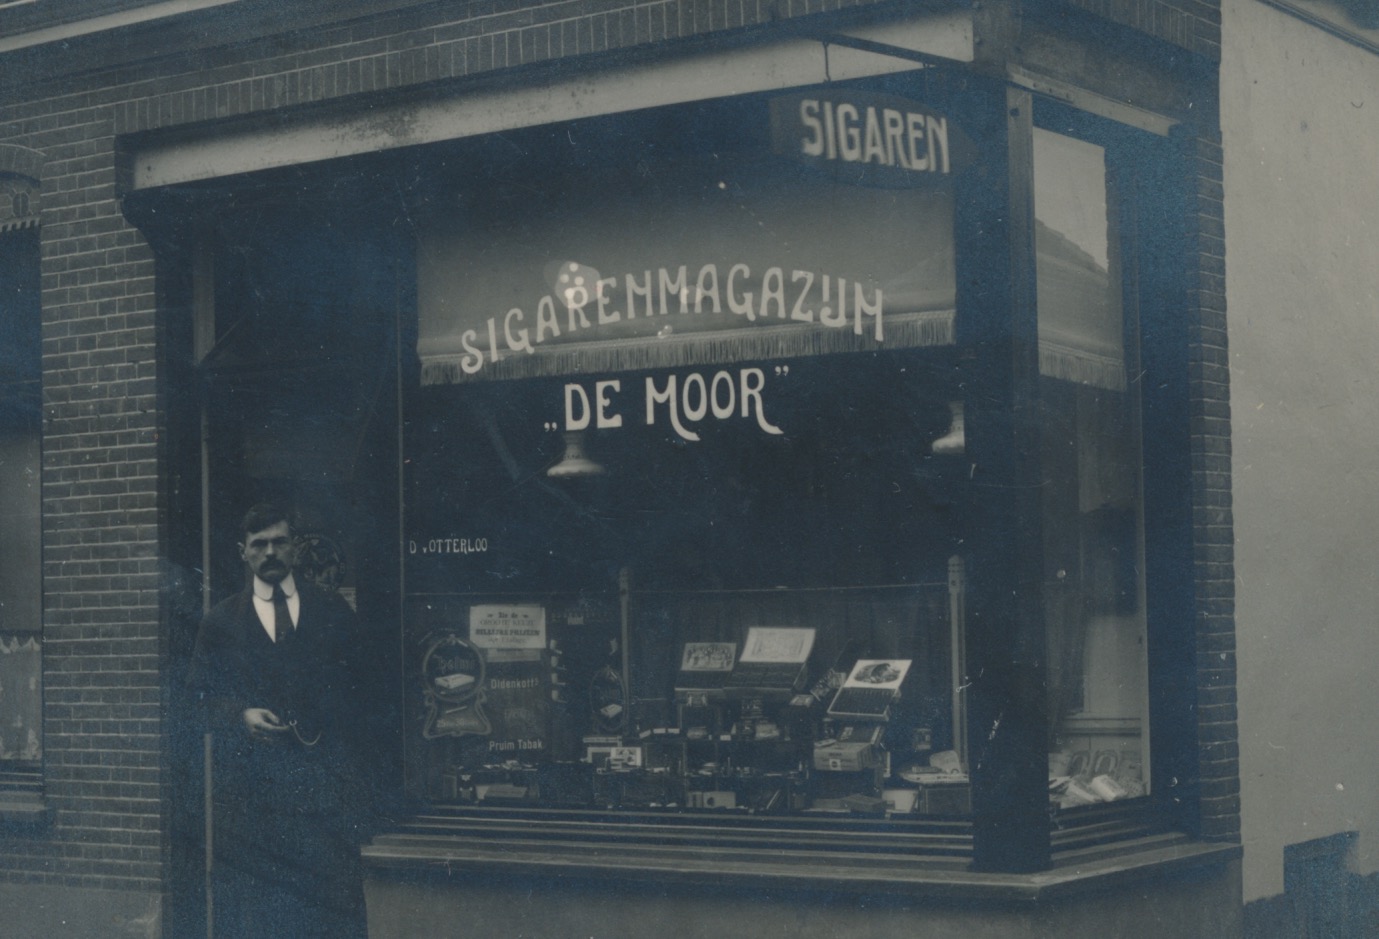 SIGAREN
SIGARENMAGAZIJN
„DE MOOR”
D v OTTERLOO
Oldenkott's
Pruim Tabak